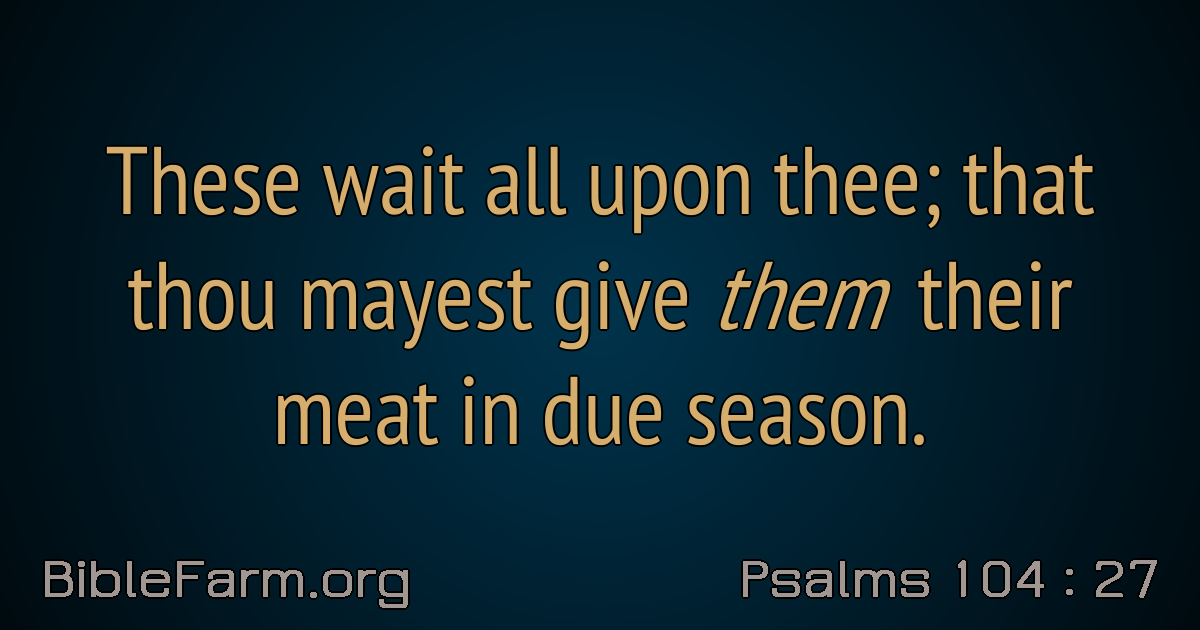 These wait all upon thee; that
thou mayest give them their
meat in due season.
BibleFarm.org
Psalms 104 : 27